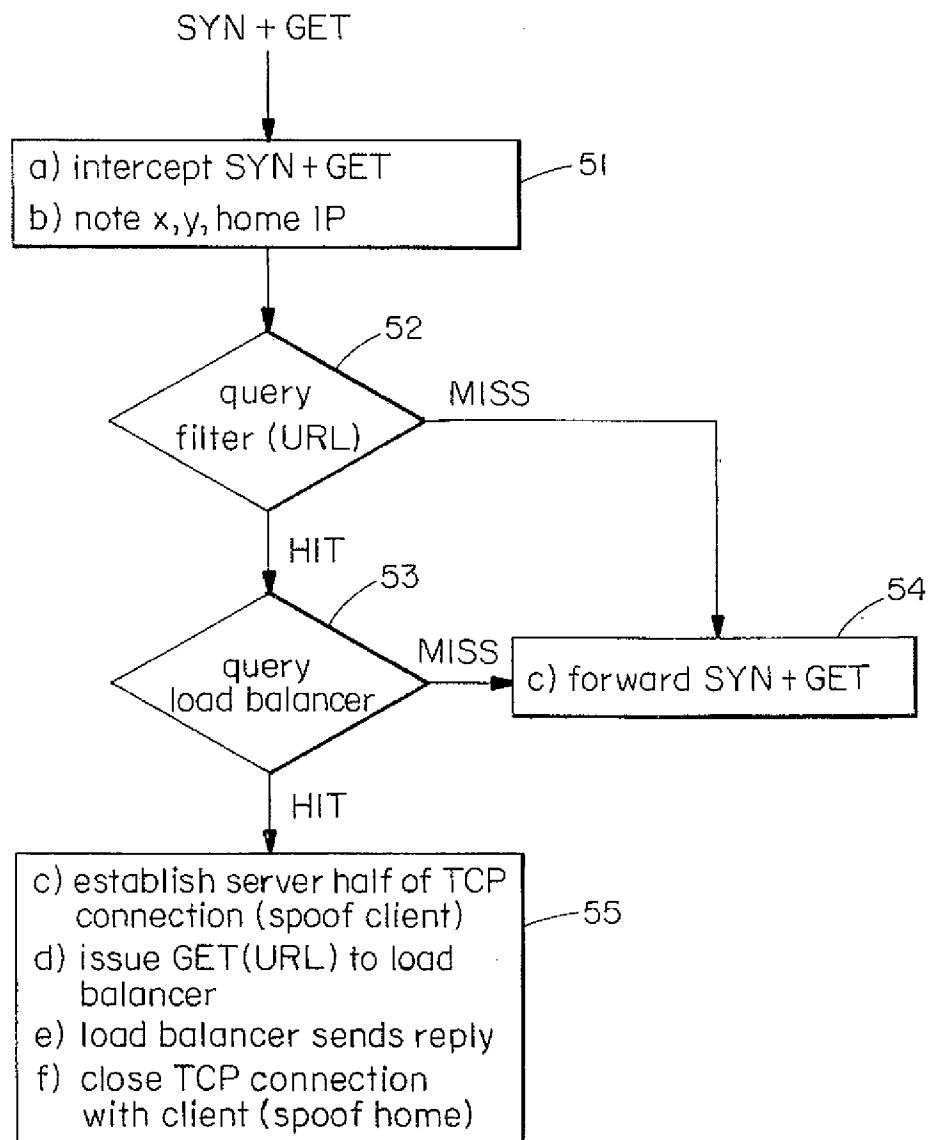 SYN + GET
a) intercept SYN + GET
b) note x, y, home IP
51
52
query
filter (URL)
MISS
HIT
53
query
load balancer
MISS
54
c) forward SYN + GET
HIT
c) establish server half of TCP
connection (spoof client)
d) issue GET(URL) to load
balancer
e) load balancer sends reply
f) close TCP connection
with client (spoof home)
55